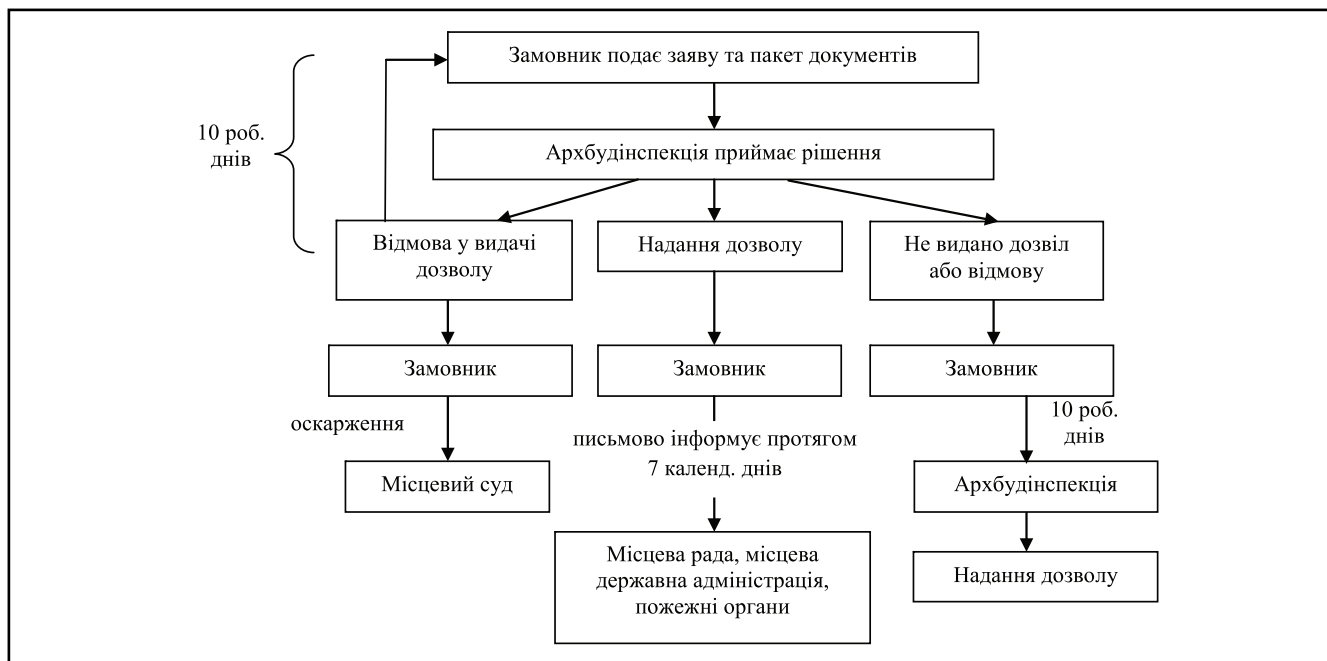 Замовник подає заяву та пакет документів
10 роб.
днів
Архбудінспекція приймає рішення
Відмова у видачі
дозволу
Надання дозволу
Не видано дозвіл
або відмову
Замовник
Замовник
Замовник
оскарження
письмово інформує протягом
7 календ. днів
10 роб.
днів
Місцевий суд
Архбудінспекція
Місцева рада, місцева
державна адміністрація,
пожежні органи
Надання дозволу